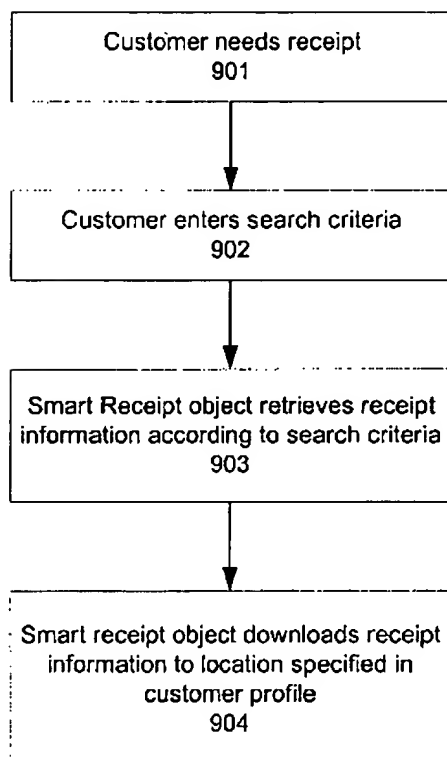 Customer needs receipt
901
Customer enters search criteria
902
Smart Receipt object retrieves receipt
information according to search criteria
903
Smart receipt object downloads receipt
information to location specified in
customer profile
904